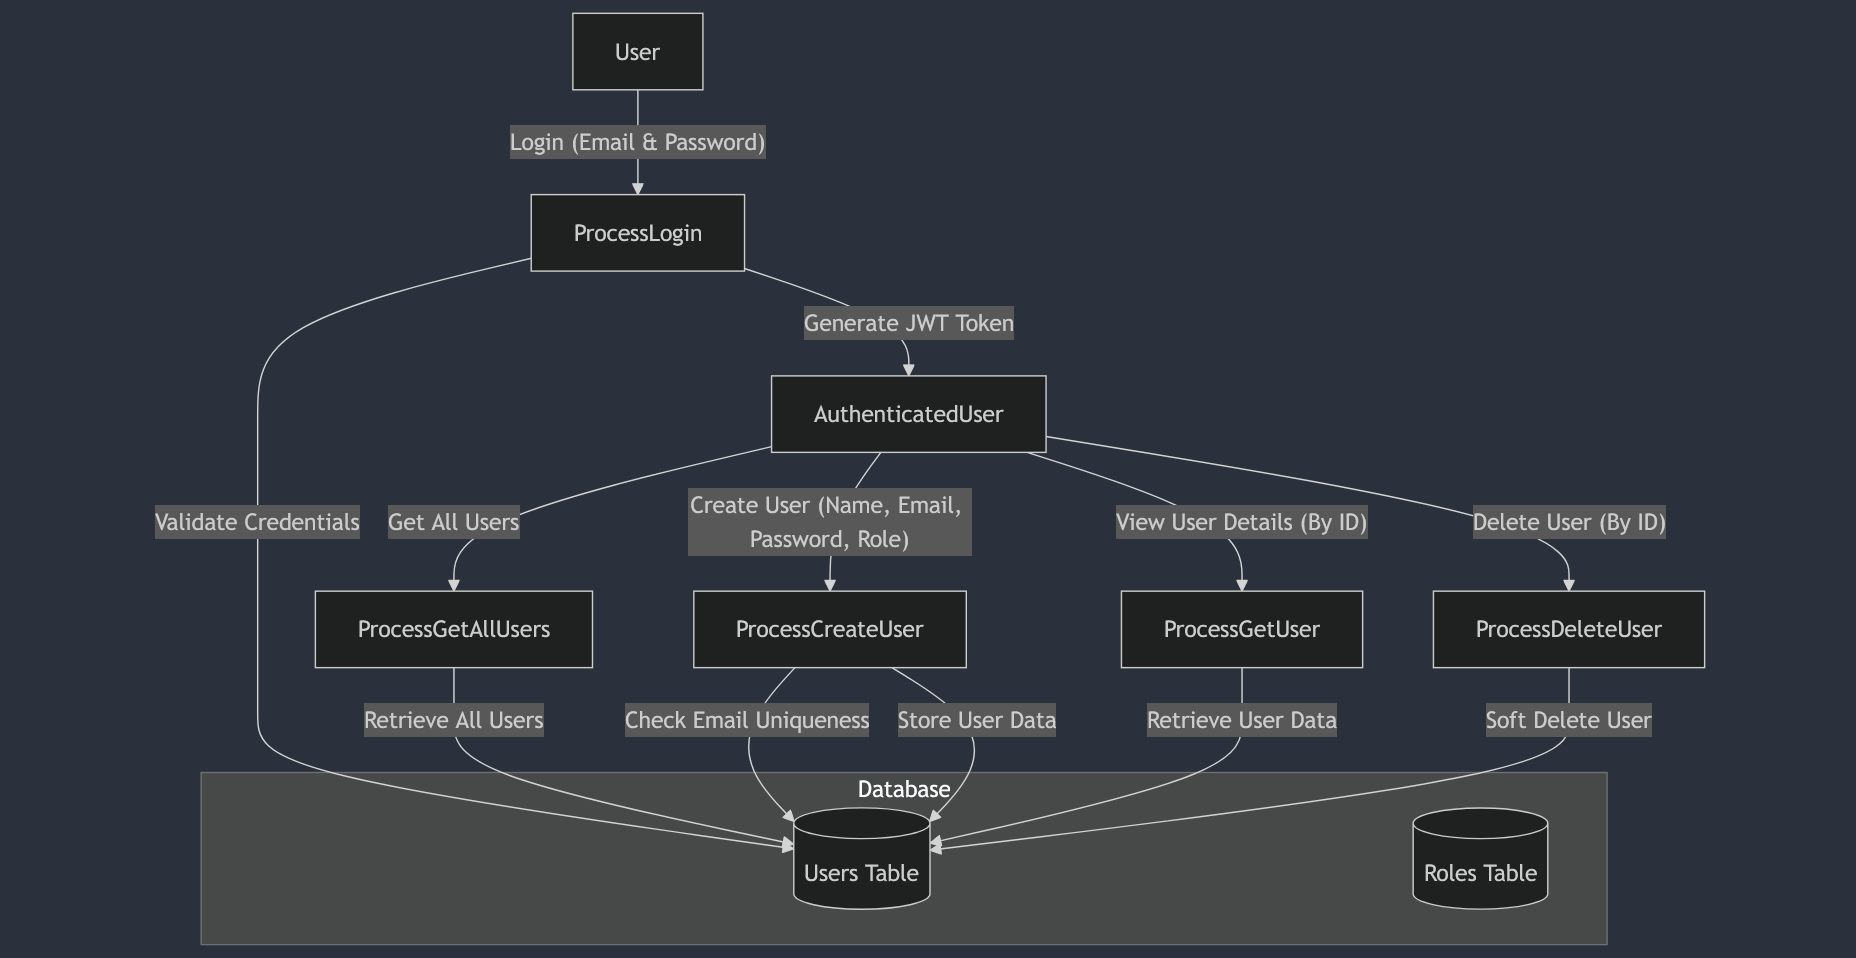 User
Login (Email & Password)
ProcessLogin
Generate JWT Token
AuthenticatedUser
Validate Credentials
Get All Users
Create User (Name, Email,
Password, Role)
View User Details (By ID)
Delete User (By ID)
ProcessGetAllUsers
ProcessCreateUser
ProcessGetUser
ProcessDeleteUser
Retrieve All Users
Check Email Uniqueness
Store User Data
Retrieve User Data
Soft Delete User
Database
Users Table
Roles Table